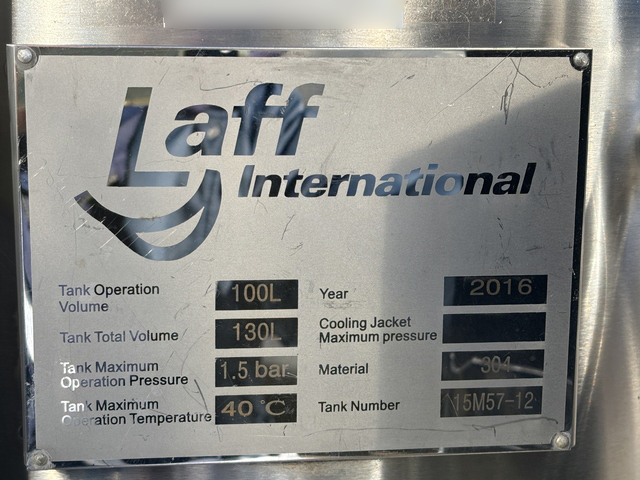 Laff
International
Tank Operation Volume 100L
Tank Total Volume 130L
Tank Maximum Operation Pressure 1.5 bar
Tank Maximum Operation Temperature 40 °C
Year 2016
Cooling Jacket Maximum pressure
Material 304
Tank Number 15M57-12